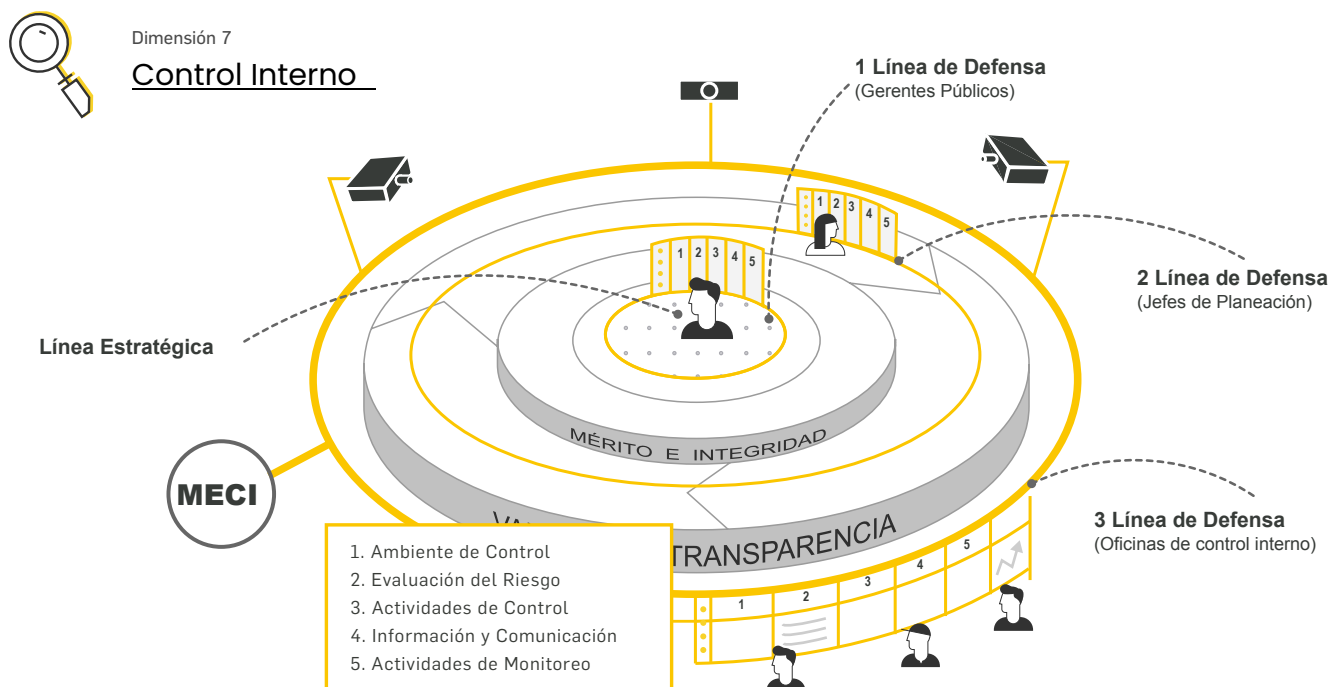 Dimensión 7
Control Interno
1 Línea de Defensa
(Gerentes Públicos)
1 2 3 4 5
1 2 3 4 5
2 Línea de Defensa
(Jefes de Planeación)
Línea Estratégica
MÉRITO E INTEGRIDAD
MECI
TRANSPARENCIA
3 Línea de Defensa
(Oficinas de control interno)
1. Ambiente de Control
2. Evaluación del Riesgo
3. Actividades de Control
4. Información y Comunicación
5. Actividades de Monitoreo
1 2 3 4 5